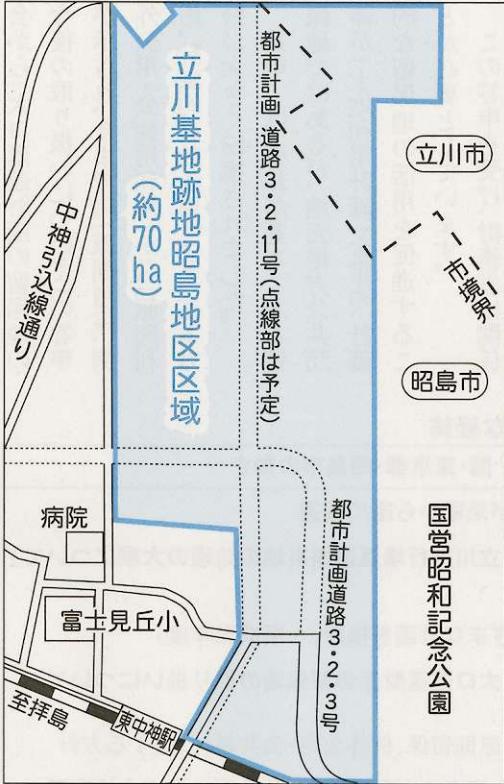 都市計画道路3・2・11号(点線部は予定)
立川市
市境界
昭島市
国営昭和記念公園
立川基地跡地昭島地区区域
(約70ha)
中神引込線通り
都市計画道路3・2・3号
病院
富士見丘小
東中神駅
至拝島